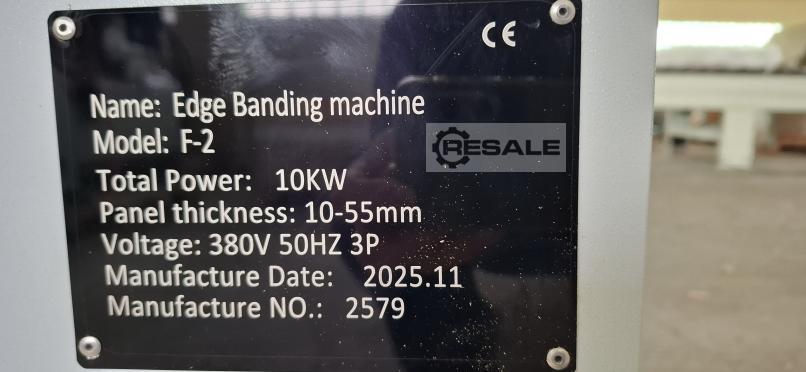 CE
Name: Edge Banding machine
Model: F-2
RESALE
Total Power: 10KW
Panel thickness: 10-55mm
Voltage: 380V 50HZ 3P
Manufacture Date: 2025.11
Manufacture NO.: 2579